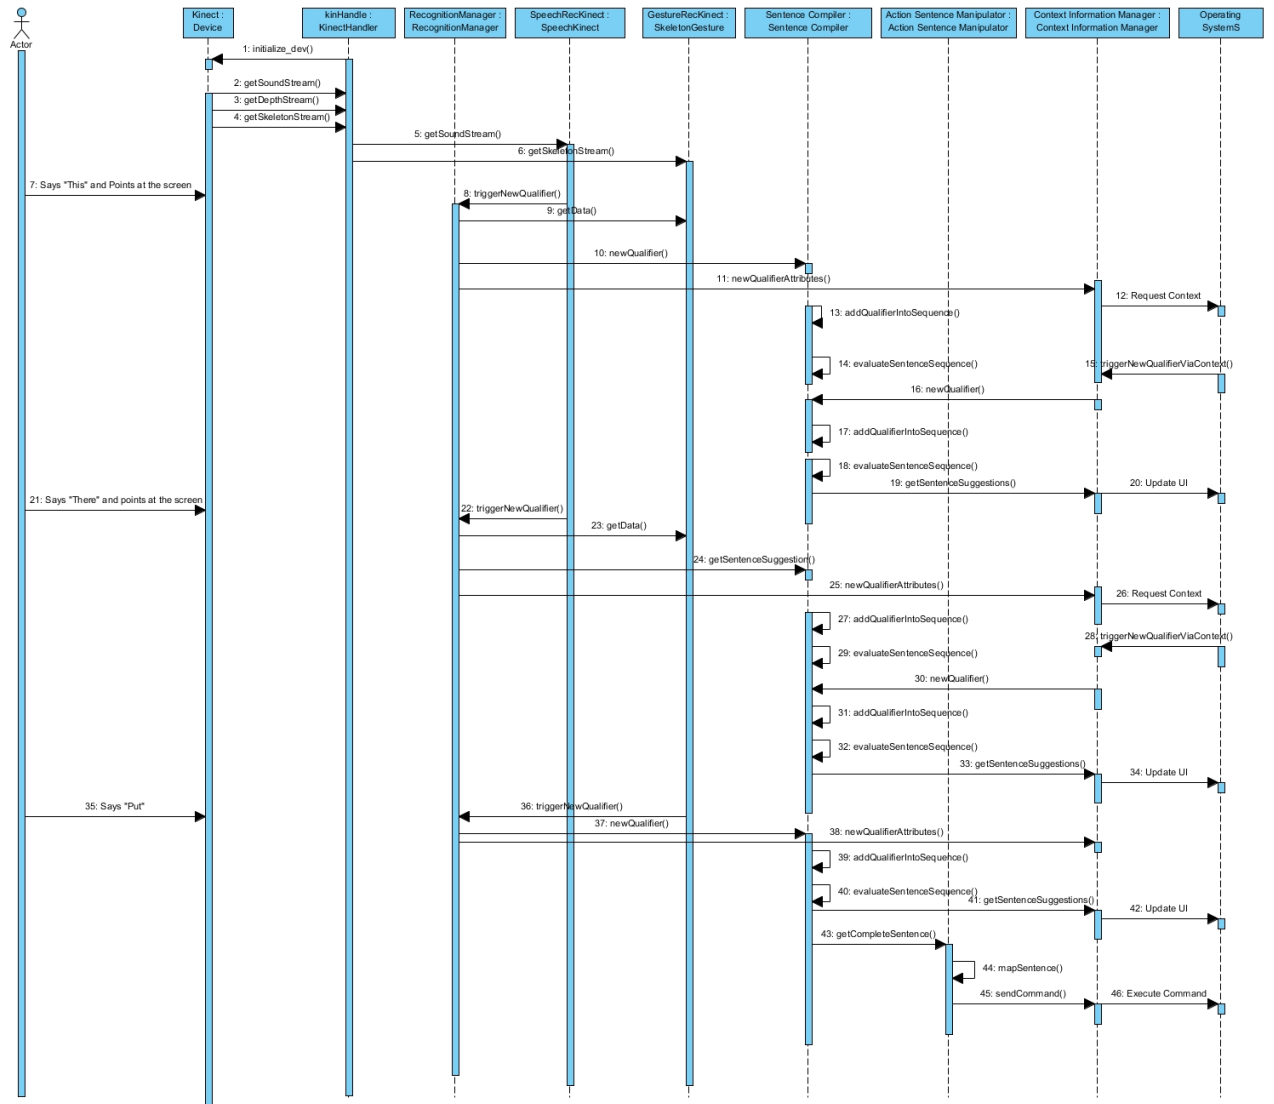 Kinect :
Device
kinHandle :
KinectHandler
RecognitionManager :
RecognitionManager
SpeechRecKinect :
SpeechKinect
GestureRecKinect :
SkeletonGesture
Sentence Compiler :
Sentence Compiler
Action Sentence Manipulator :
Action Sentence Manipulator
Context Information Manager :
Context Information Manager
Operating
SystemS
Actor
1: initialize_dev()
2: getSoundStream()
3: getDepthStream()
4: getSkeletonStream()
5: getSoundStream()
6: getSkeletonStream()
7: Says "This" and Points at the screen
8: triggerNewQualifier()
9: getData()
10: newQualifier()
11: newQualifierAttributes()
12: Request Context
13: addQualifierIntoSequence()
14: evaluateSentenceSequence()
15: triggerNewQualifierViaContext()
16: newQualifier()
17: addQualifierIntoSequence()
18: evaluateSentenceSequence()
19: getSentenceSuggestions()
20: Update UI
21: Says "There" and points at the screen
22: triggerNewQualifier()
23: getData()
24: getSentenceSuggestion()
25: newQualifierAttributes()
26: Request Context
27: addQualifierIntoSequence()
28: triggerNewQualifierViaContext()
29: evaluateSentenceSequence()
30: newQualifier()
31: addQualifierIntoSequence()
32: evaluateSentenceSequence()
33: getSentenceSuggestions()
34: Update UI
35: Says "Put"
36: triggerNewQualifier()
37: newQualifier()
38: newQualifierAttributes()
39: addQualifierIntoSequence()
40: evaluateSentenceSequence()
41: getSentenceSuggestions()
42: Update UI
43: getCompleteSentence()
44: mapSentence()
45: sendCommand()
46: Execute Command